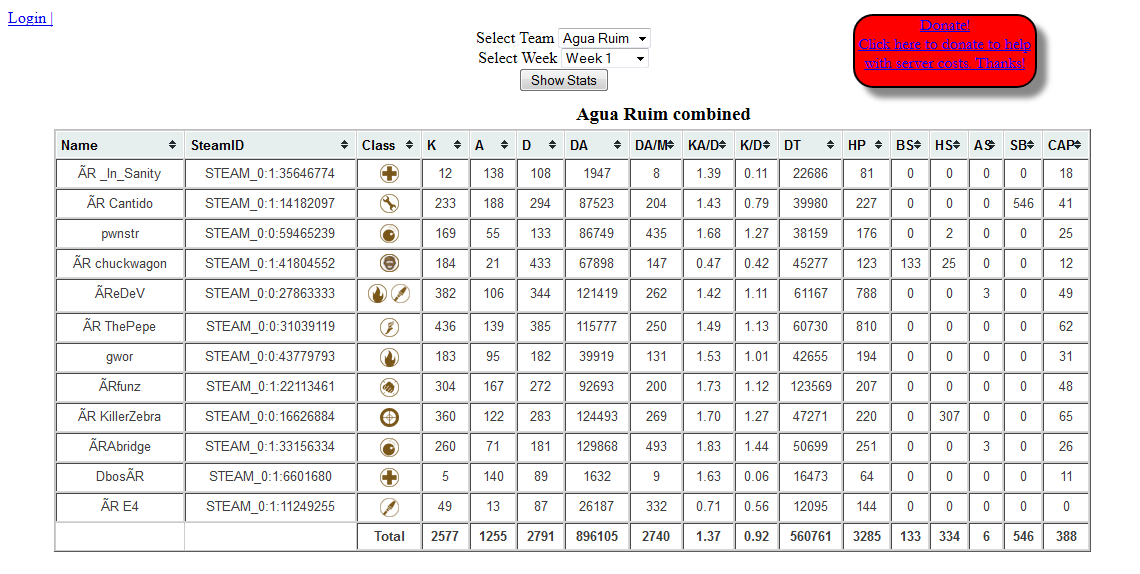 Login |
Select Team Agua Ruim
Select Week Week 1
Show Stats
Donate!
Click here to donate to help
with server costs. Thanks!
Agua Ruim combined
Name SteamID Class K A D DA DA/M KA/D K/D DT HP BS HS AS SB CAP
ÃR _In_Sanity STEAM_0:1:35646774 12 138 108 1947 8 1.39 0.11 22686 81 0 0 0 0 18
ÃR Cantido STEAM_0:1:14182097 233 188 294 87523 204 1.43 0.79 39980 227 0 0 0 546 41
pwnstr STEAM_0:0:59465239 169 55 133 86749 435 1.68 1.27 38159 176 0 2 0 0 25
ÃR chuckwagon STEAM_0:1:41804552 184 21 433 67898 147 0.47 0.42 45277 123 133 25 0 0 12
ÃReDeV STEAM_0:0:27863333 382 106 344 121419 262 1.42 1.11 61167 788 0 0 3 0 49
ÃR ThePepe STEAM_0:0:31039119 436 139 385 115777 250 1.49 1.13 60730 810 0 0 0 0 62
gwor STEAM_0:0:43779793 183 95 182 39919 131 1.53 1.01 42655 194 0 0 0 0 31
ÃRfunz STEAM_0:1:22113461 304 167 272 92693 200 1.73 1.12 123569 207 0 0 0 0 48
ÃR KillerZebra STEAM_0:0:16626884 360 122 283 124493 269 1.70 1.27 47271 220 0 307 0 0 65
ÃRAbridge STEAM_0:1:33156334 260 71 181 129868 493 1.83 1.44 50699 251 0 0 3 0 26
DbosÃR STEAM_0:1:6601680 5 140 89 1632 9 1.63 0.06 16473 64 0 0 0 0 11
ÃR E4 STEAM_0:1:11249255 49 13 87 26187 332 0.71 0.56 12095 144 0 0 0 0 0
Total 2577 1255 2791 896105 2740 1.37 0.92 560761 3285 133 334 6 546 388